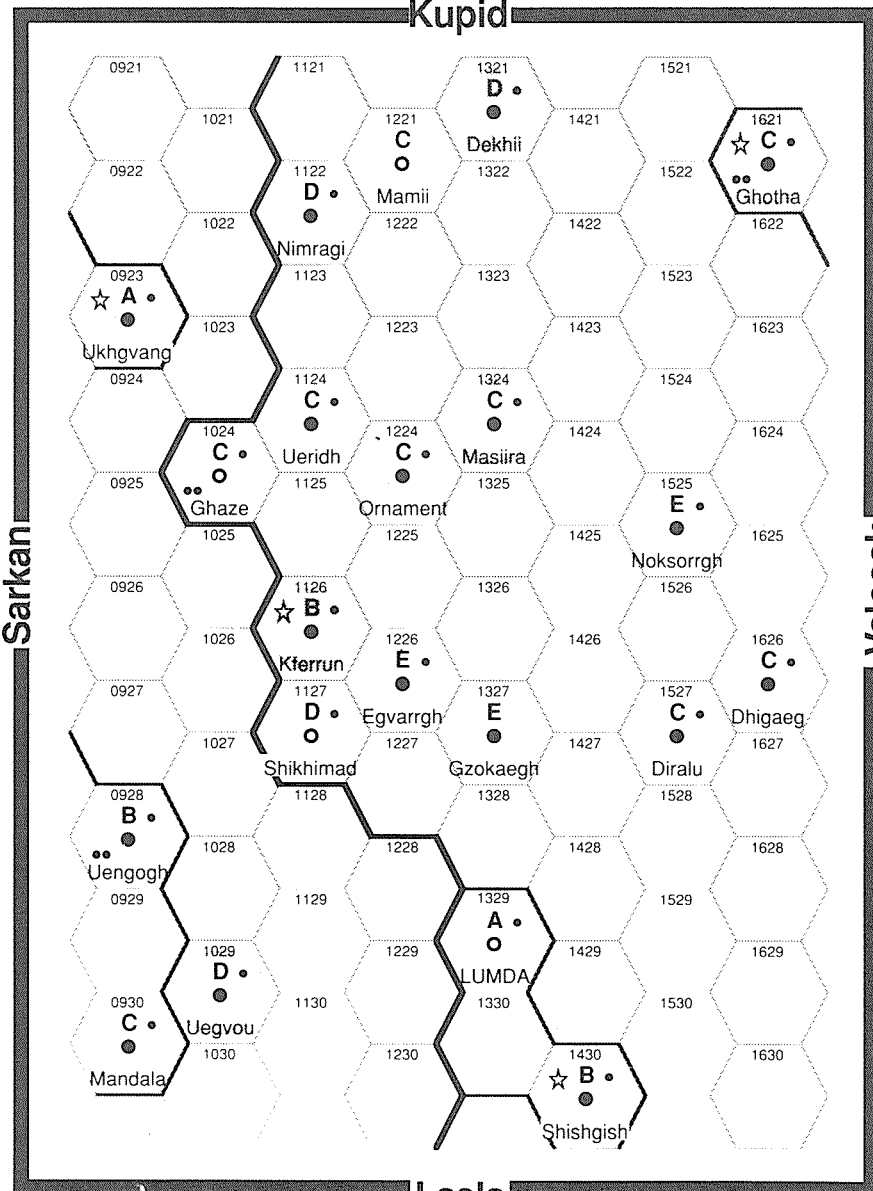 Kupid
0921 1121 1321 1521
D
1021 1221 1421 1621
C C
Dekhii
0922 1122 1322 1522
D Mamii Ghotha
1022 1222 1422 1622
Nimragi
0923 1123 1323 1523
A
1023 1223 1423 1623
Ukhgvang
0924 1124 1324 1524
C C
1024 1224 1424 1624
C Ueridh C Masiira
0925 1125 1325 1525
Ghaze Ornament E
1025 1225 1425 1625
Noksorrgh
Sarkan
0926 1126 1326 1526
B
1026 1226 1426 1626
Kferrun E C
0927 1127 1327 1527
D Egvarrgh E C Dhigaeg
1027 1227 1427 1627
Shikhimad Gzokaegh Diralu
0928 1128 1328 1528
B
1028 1228 1428 1628
Uengogh
0929 1129 1329 1529
A
1029 1229 1429 1629
D LUMDA
0930 1130 1330 1530
C Uegvou
1030 1230 1430 1630
Mandala B
Shishgish